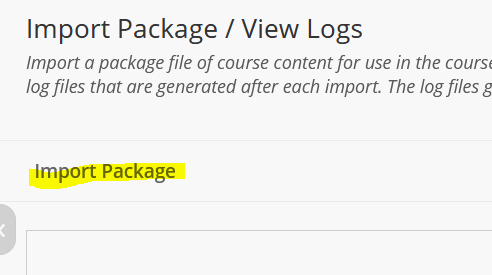 Import Package / View Logs
Import a package file of course content for use in the course
log files that are generated after each import. The log files g
Import Package